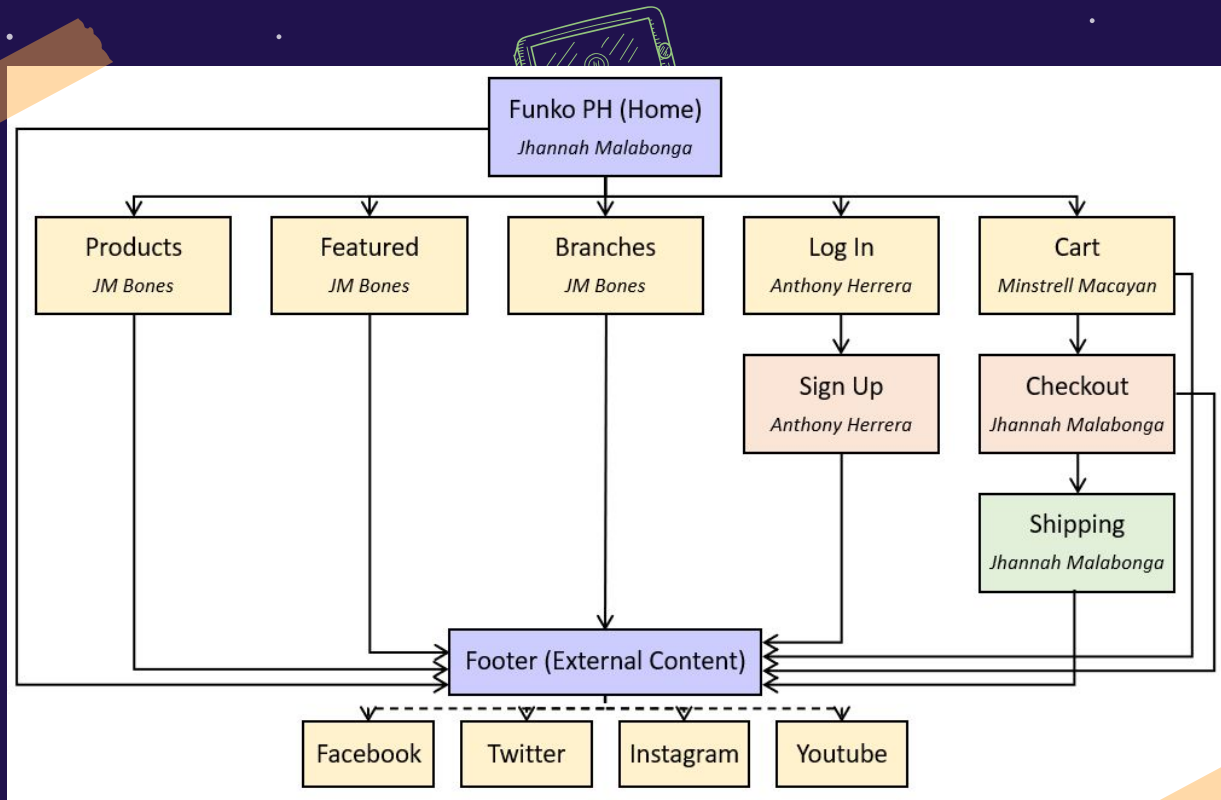 Funko PH (Home)
Jhannah Malabonga
Products
JM Bones
Featured
JM Bones
Branches
JM Bones
Log In
Anthony Herrera
Cart
Minstrell Macayan
Sign Up
Anthony Herrera
Checkout
Jhannah Malabonga
Shipping
Jhannah Malabonga
Footer (External Content)
Facebook
Twitter
Instagram
Youtube